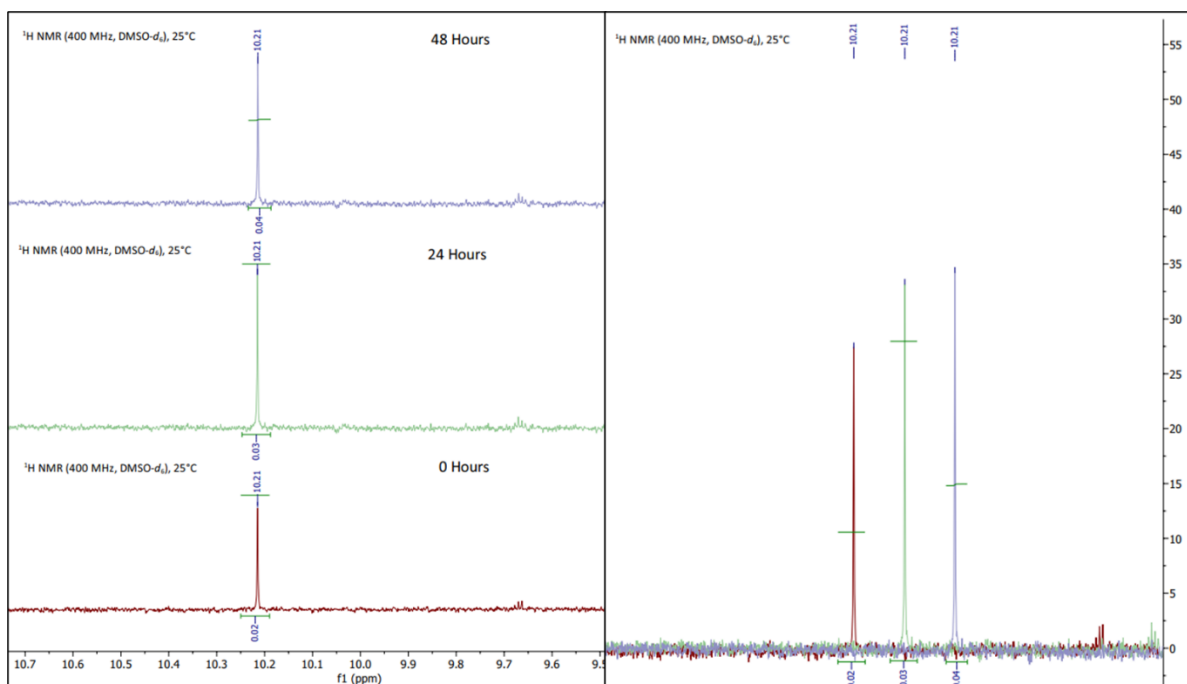 ¹H NMR (400 MHz, DMSO-d₆), 25°C
48 Hours
10.21
0.04
¹H NMR (400 MHz, DMSO-d₆), 25°C
24 Hours
10.21
0.03
¹H NMR (400 MHz, DMSO-d₆), 25°C
0 Hours
10.21
0.02
10.7 10.6 10.5 10.4 10.3 10.2 10.1 10.0 9.9 9.8 9.7 9.6
f1 (ppm)
¹H NMR (400 MHz, DMSO-d₆), 25°C
10.21 10.21 10.21
55
50
45
40
35
30
25
20
15
10
5
0
0.02 0.03 0.04